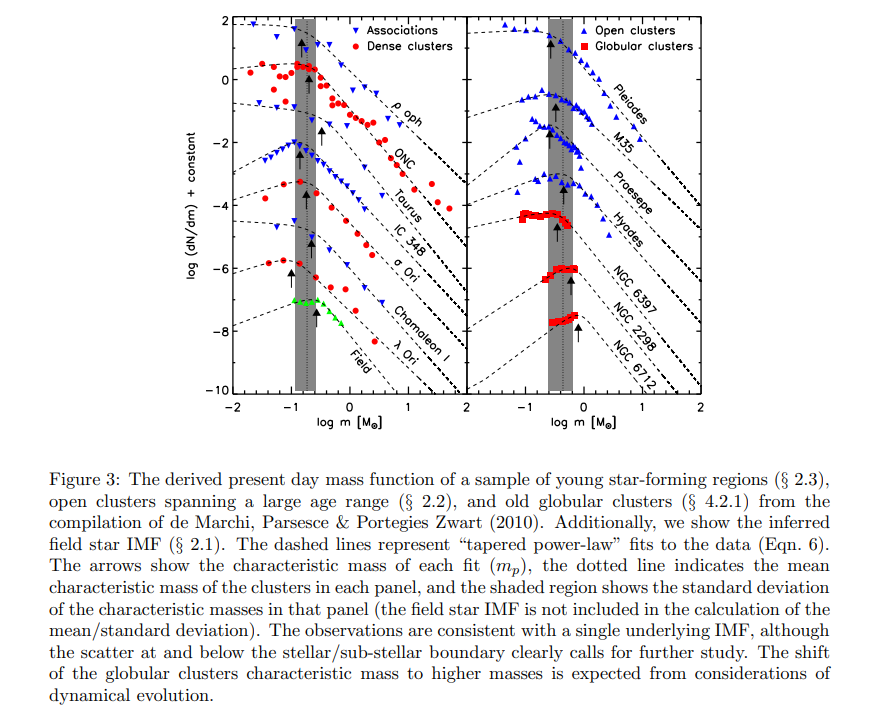 2
0
−2
−4
−6
−8
−10
log (dN/dm) + constant
Associations
Dense clusters
ρ oph
ONC
Taurus
IC 348
σ Ori
Chamaleon I
λ Ori
Field
−2
−1
0
1
2
log m [M⊙]
Open clusters
Globular clusters
Pleiades
M35
Praesepe
Hyades
NGC 6397
NGC 2298
NGC 6712
−1
0
1
2
log m [M⊙]
Figure 3: The derived present day mass function of a sample of young star-forming regions (§ 2.3),
open clusters spanning a large age range (§ 2.2), and old globular clusters (§ 4.2.1) from the
compilation of de Marchi, Parsesce & Portegies Zwart (2010). Additionally, we show the inferred
field star IMF (§ 2.1). The dashed lines represent “tapered power-law” fits to the data (Eqn. 6).
The arrows show the characteristic mass of each fit (mp), the dotted line indicates the mean
characteristic mass of the clusters in each panel, and the shaded region shows the standard deviation
of the characteristic masses in that panel (the field star IMF is not included in the calculation of the
mean/standard deviation). The observations are consistent with a single underlying IMF, although
the scatter at and below the stellar/sub-stellar boundary clearly calls for further study. The shift
of the globular clusters characteristic mass to higher masses is expected from considerations of
dynamical evolution.